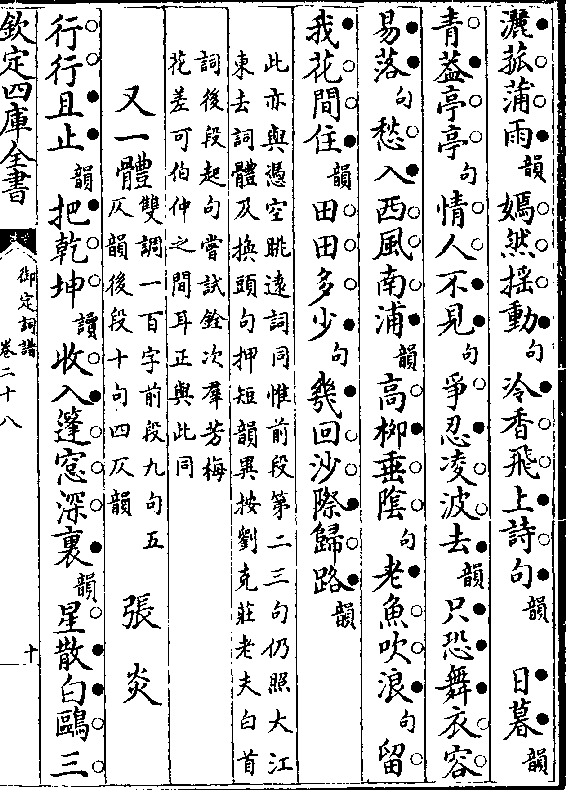 灑菰蒲雨韻嫣然揺動句冷香飛上詩句韻　日暮韻
青葢亭亭句情人不見句爭忍凌波去韻只恐舞衣容
易落句愁入西風南浦韻高栁垂隂句老魚吹浪句留
我花間住韻田田多少句幾回沙際歸路韻
此亦與憑空眺逺詞同惟前段第二三句仍照大江
東去詞體及換頭句押短韻異按劉克莊老夫白首
詞後段起句嘗試銓次羣芳梅
花差可伯仲之間耳正與此同
又一體雙調一百字前段九句五
仄韻後段十句四仄韻　張炎
行行且止韻把乾坤讀收入篷窓深裏韻星散白鷗三
欽定四庫全書
御定詞譜
卷二十八
十